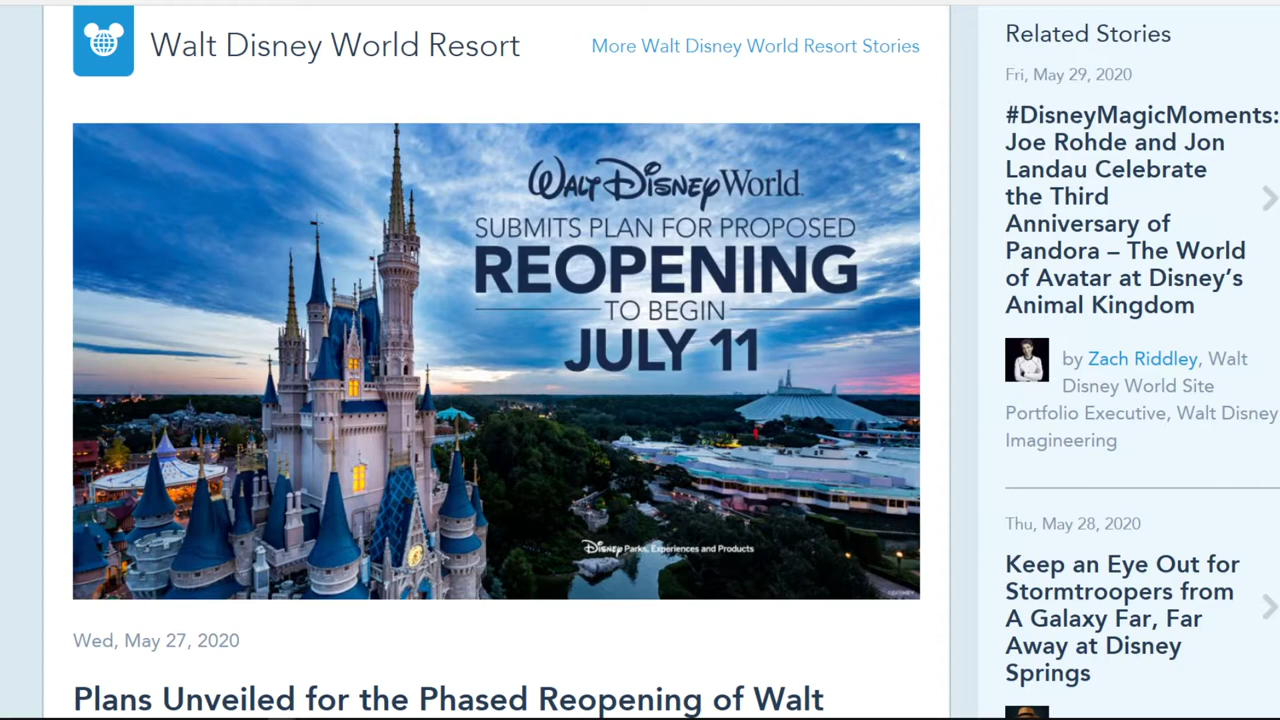 Walt Disney World Resort
More Walt Disney World Resort Stories
WALT DISNEY World
SUBMITS PLAN FOR PROPOSED
REOPENING
TO BEGIN
JULY 11
Disney Parks, Experiences and Products
Wed, May 27, 2020
Plans Unveiled for the Phased Reopening of Walt
Related Stories
Fri, May 29, 2020
#DisneyMagicMoments:
Joe Rohde and Jon
Landau Celebrate
the Third
Anniversary of
Pandora – The World
of Avatar at Disney’s
Animal Kingdom
by Zach Riddley, Walt
Disney World Site
Portfolio Executive, Walt Disney
Imagineering
Thu, May 28, 2020
Keep an Eye Out for
Stormtroopers from
A Galaxy Far, Far
Away at Disney
Springs